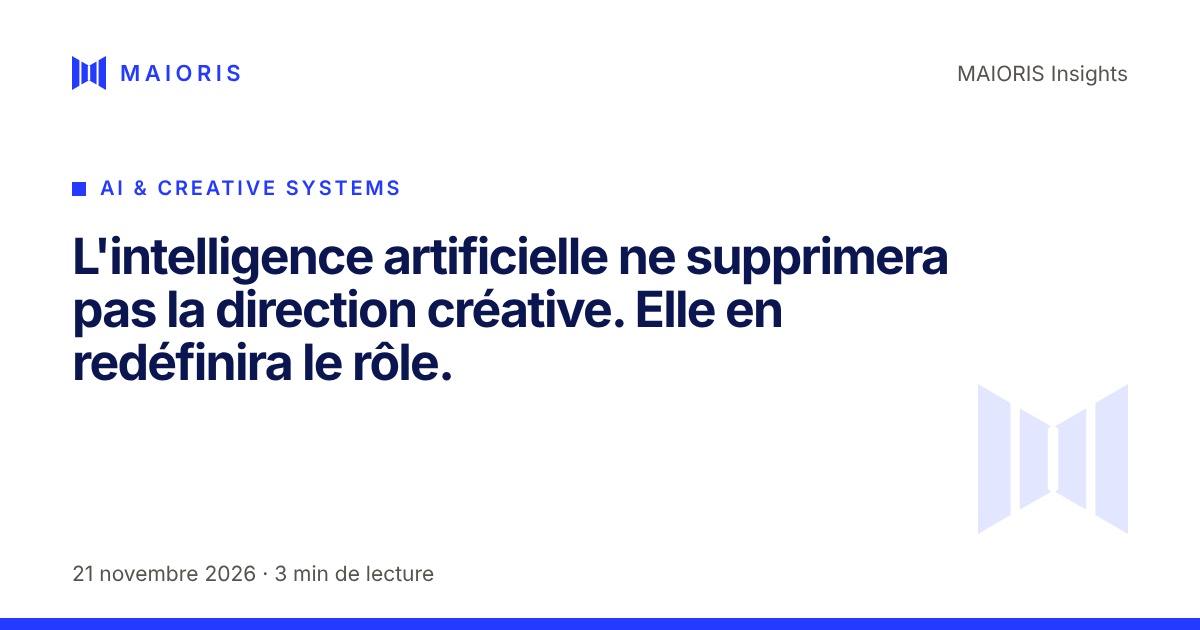 MAIORIS
MAIORIS Insights
AI & CREATIVE SYSTEMS
L'intelligence artificielle ne supprimera
pas la direction créative. Elle en
redéfinira le rôle.
21 novembre 2026 · 3 min de lecture